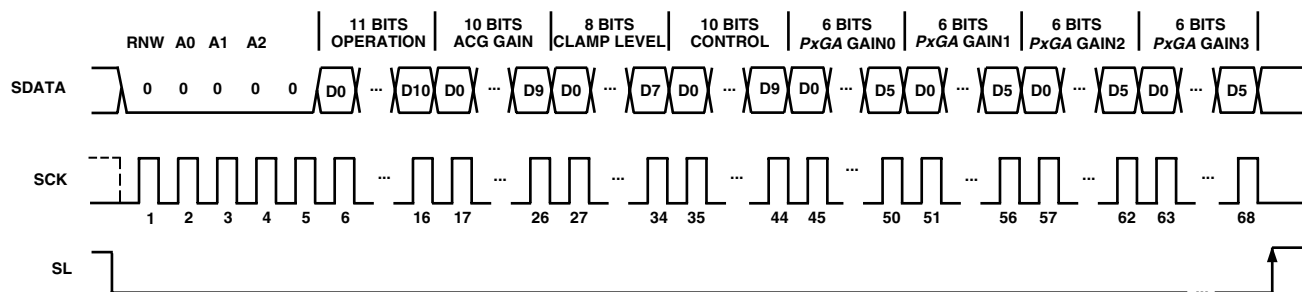 11 BITS
OPERATION
10 BITS
ACG GAIN
8 BITS
CLAMP LEVEL
10 BITS
CONTROL
6 BITS
PxGA GAIN0
6 BITS
PxGA GAIN1
6 BITS
PxGA GAIN2
6 BITS
PxGA GAIN3
RNW A0 A1 A2
SDATA 0 0 0 0 0 D0 ... D10 D0 ... D9 D0 ... D7 D0 ... D9 D0 ... D5 D0 ... D5 D0 ... D5 D0 ... D5
SCK ... ... ... ... ... ... ... ...
1 2 3 4 5 6 16 17 26 27 34 35 44 45 50 51 56 57 62 63 68
SL